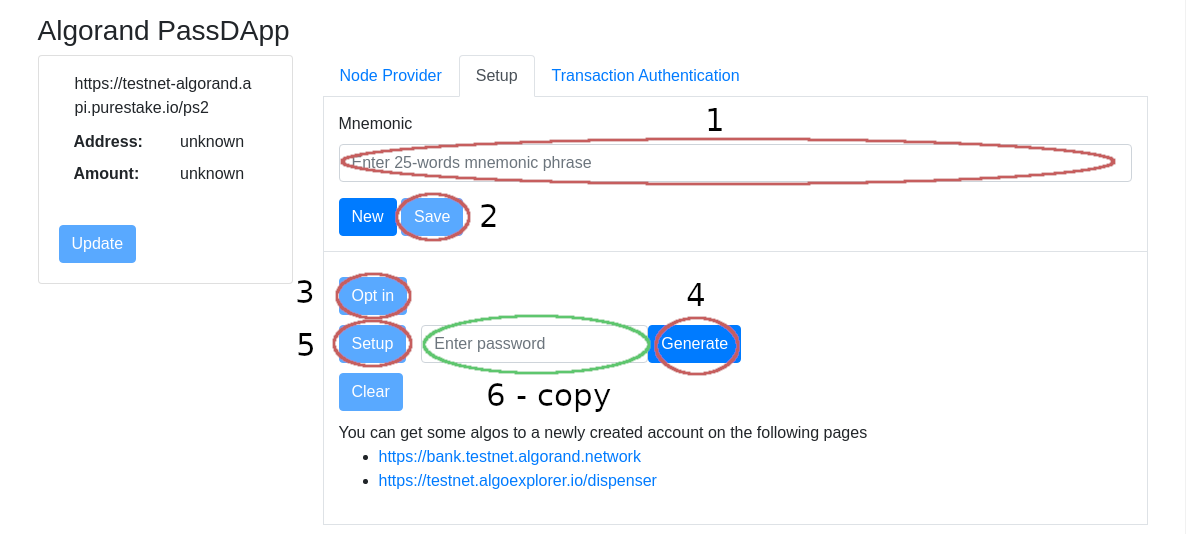 Algorand PassDApp
https://testnet-algorand.a
pi.purestake.io/ps2
Address: unknown
Amount: unknown
Update
Node Provider Setup Transaction Authentication
Mnemonic 1
Enter 25-words mnemonic phrase
New Save 2
3 Opt in 4
5 Setup Enter password Generate
Clear 6 - copy
You can get some algos to a newly created account on the following pages
• https://bank.testnet.algorand.network
• https://testnet.algoexplorer.io/dispenser